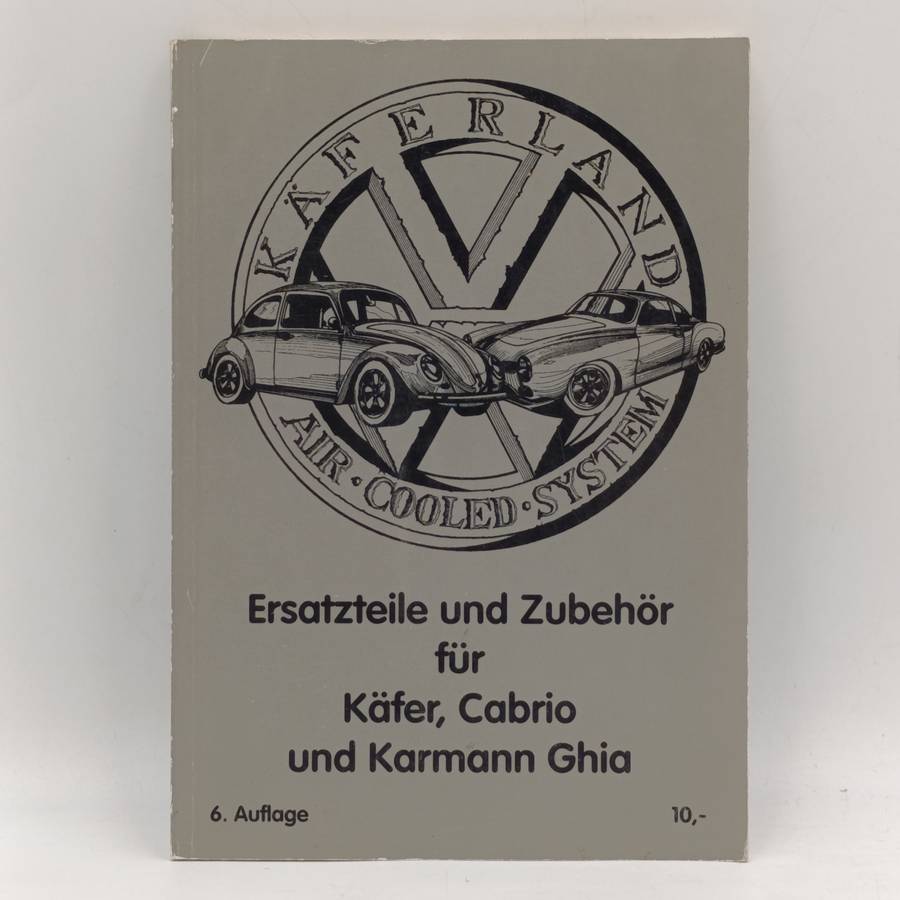 KÄFERLAND
AIR·COOLED·SYSTEM
Ersatzteile und Zubehör
für
Käfer, Cabrio
und Karmann Ghia
6. Auflage
10,-